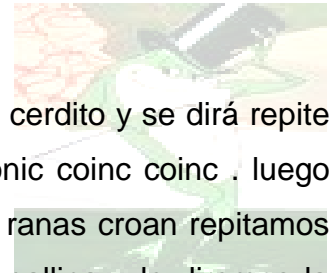 cerdito y se dirá repite
onic coinc coinc . luego
ranas croan repitamos